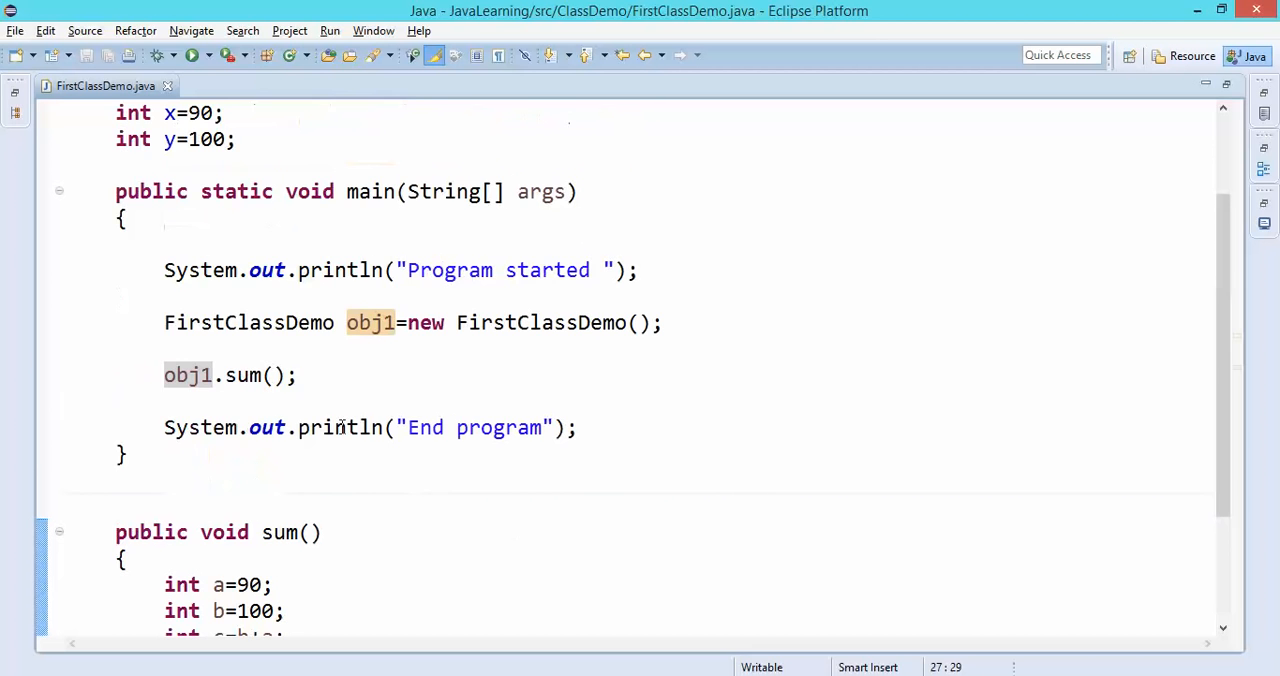 Java - JavaLearning/src/ClassDemo/FirstClassDemo.java - Eclipse Platform
File Edit Source Refactor Navigate Search Project Run Window Help
Quick Access
Resource
Java
FirstClassDemo.java
int x=90;
int y=100;
public static void main(String[] args)
{
System.out.println("Program started ");
FirstClassDemo obj1=new FirstClassDemo();
obj1.sum();
System.out.println("End program");
}
public void sum()
{
int a=90;
int b=100;
int
Writable Smart Insert 27:29